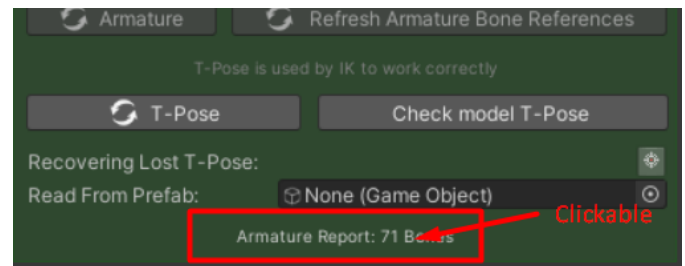 Armature
Refresh Armature Bone References
T-Pose is used by IK to work correctly
T-Pose
Check model T-Pose
Recovering Lost T-Pose:
Read From Prefab:
None (Game Object)
Clickable
Armature Report: 71 Bones